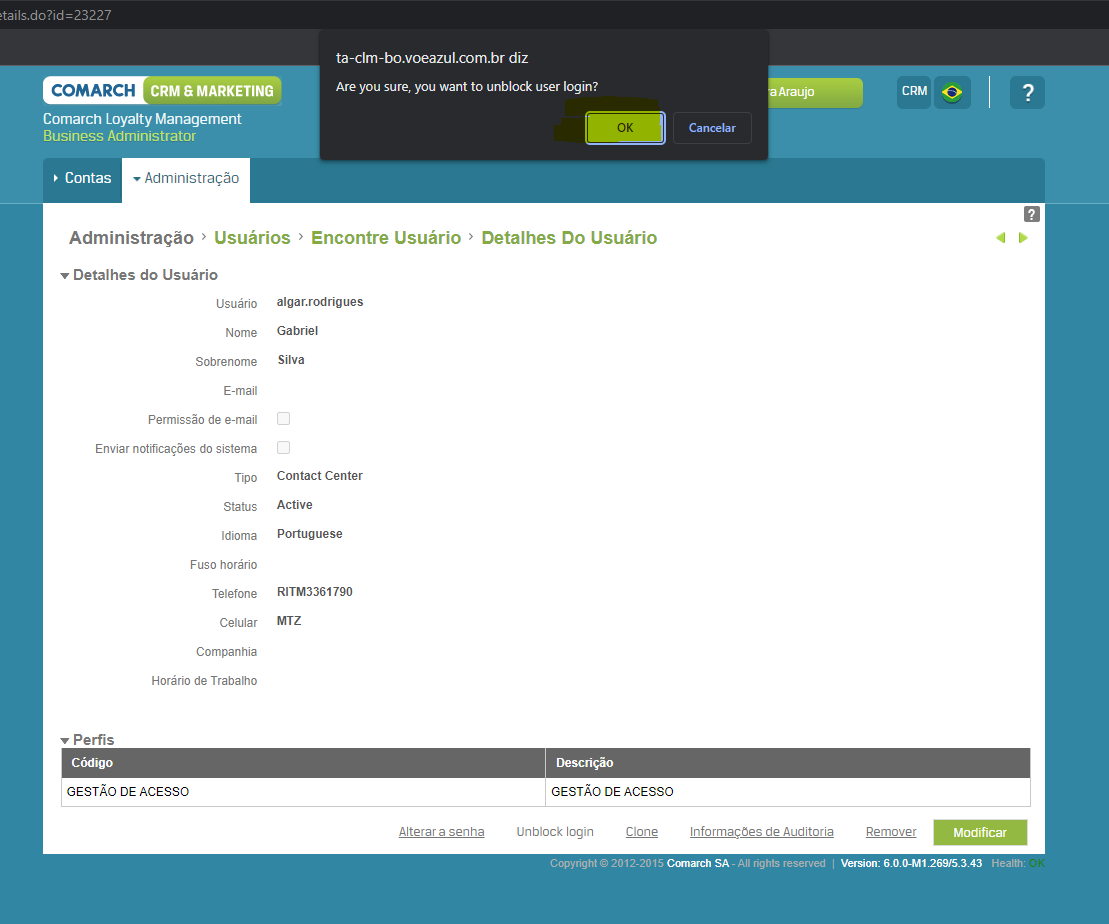 etails.do?id=23227
ta-clm-bo.voeazul.com.br diz
Are you sure, you want to unblock user login?
OK
Cancelar
COMARCH CRM & MARKETING
ra Araujo
CRM
?
Comarch Loyalty Management
Business Administrator
Contas
Administração
?
Administração › Usuários › Encontre Usuário › Detalhes Do Usuário
Detalhes do Usuário
Usuário algar.rodrigues
Nome Gabriel
Sobrenome Silva
E-mail
Permissão de e-mail
Enviar notificações do sistema
Tipo Contact Center
Status Active
Idioma Portuguese
Fuso horário
Telefone RITM3361790
Celular MTZ
Companhia
Horário de Trabalho
Perfis
Código Descrição
GESTÃO DE ACESSO GESTÃO DE ACESSO
Alterar a senha Unblock login Clone Informações de Auditoria Remover Modificar
Copyright © 2012-2015 Comarch SA - All rights reserved | Version: 6.0.0-M1.269/5.3.43 Health: OK